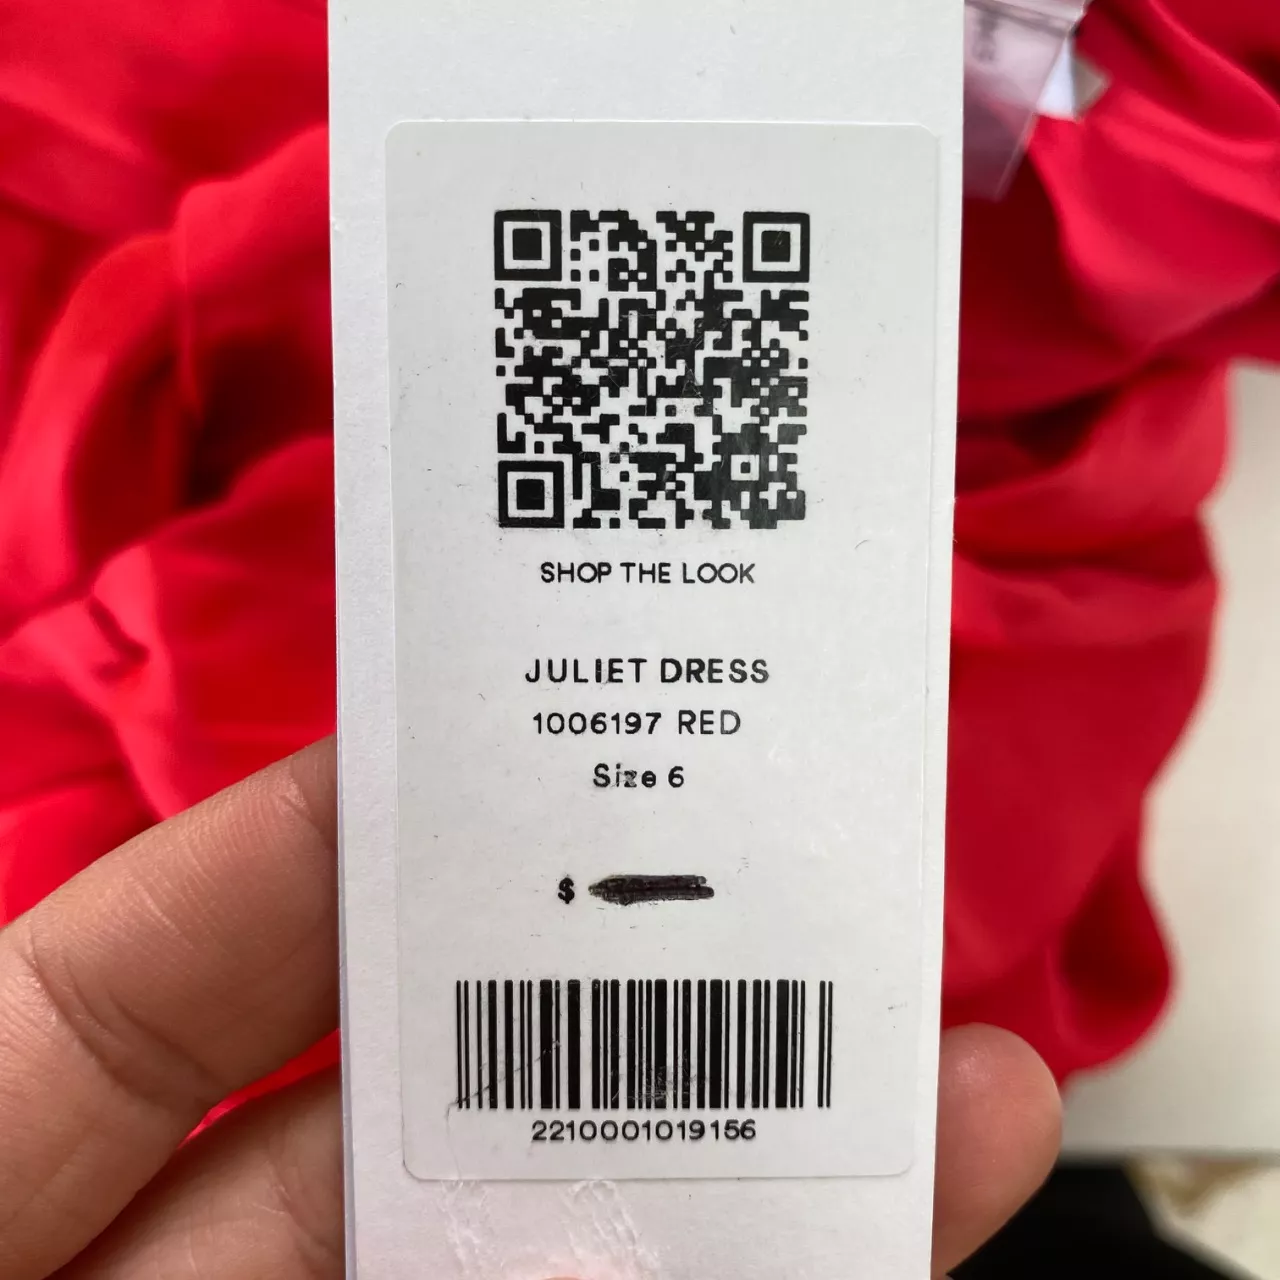 SHOP THE LOOK
JULIET DRESS
1006197 RED
Size 6
$
2210001019156